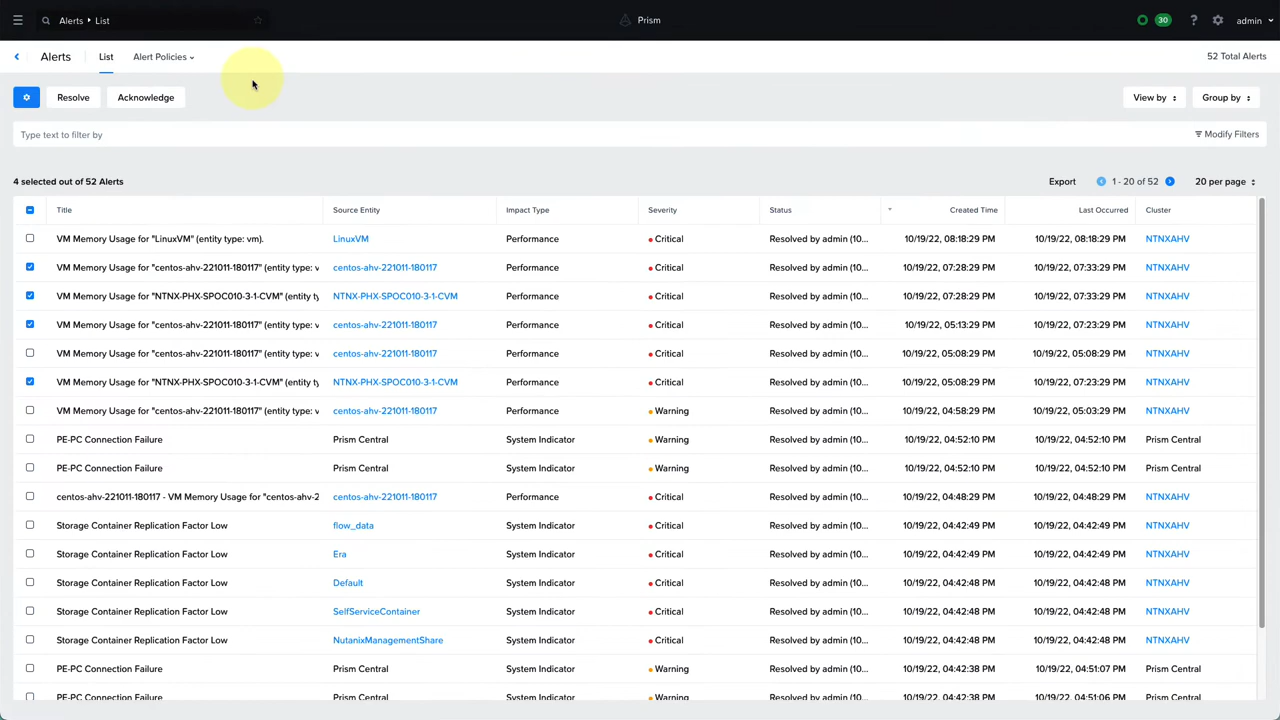 Alerts ▸ List
Prism
30
?
admin
Alerts
List
Alert Policies
52 Total Alerts
Resolve
Acknowledge
View by
Group by
Type text to filter by
Modify Filters
4 selected out of 52 Alerts
Export
1 - 20 of 52
20 per page
Title Source Entity Impact Type Severity Status Created Time Last Occurred Cluster
VM Memory Usage for "LinuxVM" (entity type: vm). LinuxVM Performance Critical Resolved by admin (10... 10/19/22, 08:18:29 PM 10/19/22, 08:18:29 PM NTNXAHV
VM Memory Usage for "centos-ahv-221011-180117" (entity type: v centos-ahv-221011-180117 Performance Critical Resolved by admin (10... 10/19/22, 07:28:29 PM 10/19/22, 07:33:29 PM NTNXAHV
VM Memory Usage for "NTNX-PHX-SPOC010-3-1-CVM" (entity ty NTNX-PHX-SPOC010-3-1-CVM Performance Critical Resolved by admin (10... 10/19/22, 07:28:29 PM 10/19/22, 07:33:29 PM NTNXAHV
VM Memory Usage for "centos-ahv-221011-180117" (entity type: v centos-ahv-221011-180117 Performance Critical Resolved by admin (10... 10/19/22, 05:13:29 PM 10/19/22, 07:23:29 PM NTNXAHV
VM Memory Usage for "centos-ahv-221011-180117" (entity type: v centos-ahv-221011-180117 Performance Critical Resolved by admin (10... 10/19/22, 05:08:29 PM 10/19/22, 05:08:29 PM NTNXAHV
VM Memory Usage for "NTNX-PHX-SPOC010-3-1-CVM" (entity ty NTNX-PHX-SPOC010-3-1-CVM Performance Critical Resolved by admin (10... 10/19/22, 05:08:29 PM 10/19/22, 07:23:29 PM NTNXAHV
VM Memory Usage for "centos-ahv-221011-180117" (entity type: v centos-ahv-221011-180117 Performance Warning Resolved by admin (10... 10/19/22, 04:58:29 PM 10/19/22, 05:03:29 PM NTNXAHV
PE-PC Connection Failure Prism Central System Indicator Warning Resolved by admin (10... 10/19/22, 04:52:10 PM 10/19/22, 04:52:10 PM Prism Central
PE-PC Connection Failure Prism Central System Indicator Warning Resolved by admin (10... 10/19/22, 04:52:10 PM 10/19/22, 04:52:10 PM Prism Central
centos-ahv-221011-180117 - VM Memory Usage for "centos-ahv-2 centos-ahv-221011-180117 Performance Critical Resolved by admin (10... 10/19/22, 04:48:29 PM 10/19/22, 04:48:29 PM NTNXAHV
Storage Container Replication Factor Low flow_data System Indicator Critical Resolved by admin (10... 10/19/22, 04:42:49 PM 10/19/22, 04:42:49 PM NTNXAHV
Storage Container Replication Factor Low Era System Indicator Critical Resolved by admin (10... 10/19/22, 04:42:49 PM 10/19/22, 04:42:49 PM NTNXAHV
Storage Container Replication Factor Low Default System Indicator Critical Resolved by admin (10... 10/19/22, 04:42:48 PM 10/19/22, 04:42:48 PM NTNXAHV
Storage Container Replication Factor Low SelfServiceContainer System Indicator Critical Resolved by admin (10... 10/19/22, 04:42:48 PM 10/19/22, 04:42:48 PM NTNXAHV
Storage Container Replication Factor Low NutanixManagementShare System Indicator Critical Resolved by admin (10... 10/19/22, 04:42:48 PM 10/19/22, 04:42:48 PM NTNXAHV
PE-PC Connection Failure Prism Central System Indicator Warning Resolved by admin (10... 10/19/22, 04:42:38 PM 10/19/22, 04:51:07 PM Prism Central
PE-PC Connection Failure Prism Central System Indicator Warning Resolved by admin (10... 10/19/22, 04:42:38 PM 10/19/22, 04:51:06 PM Prism Central